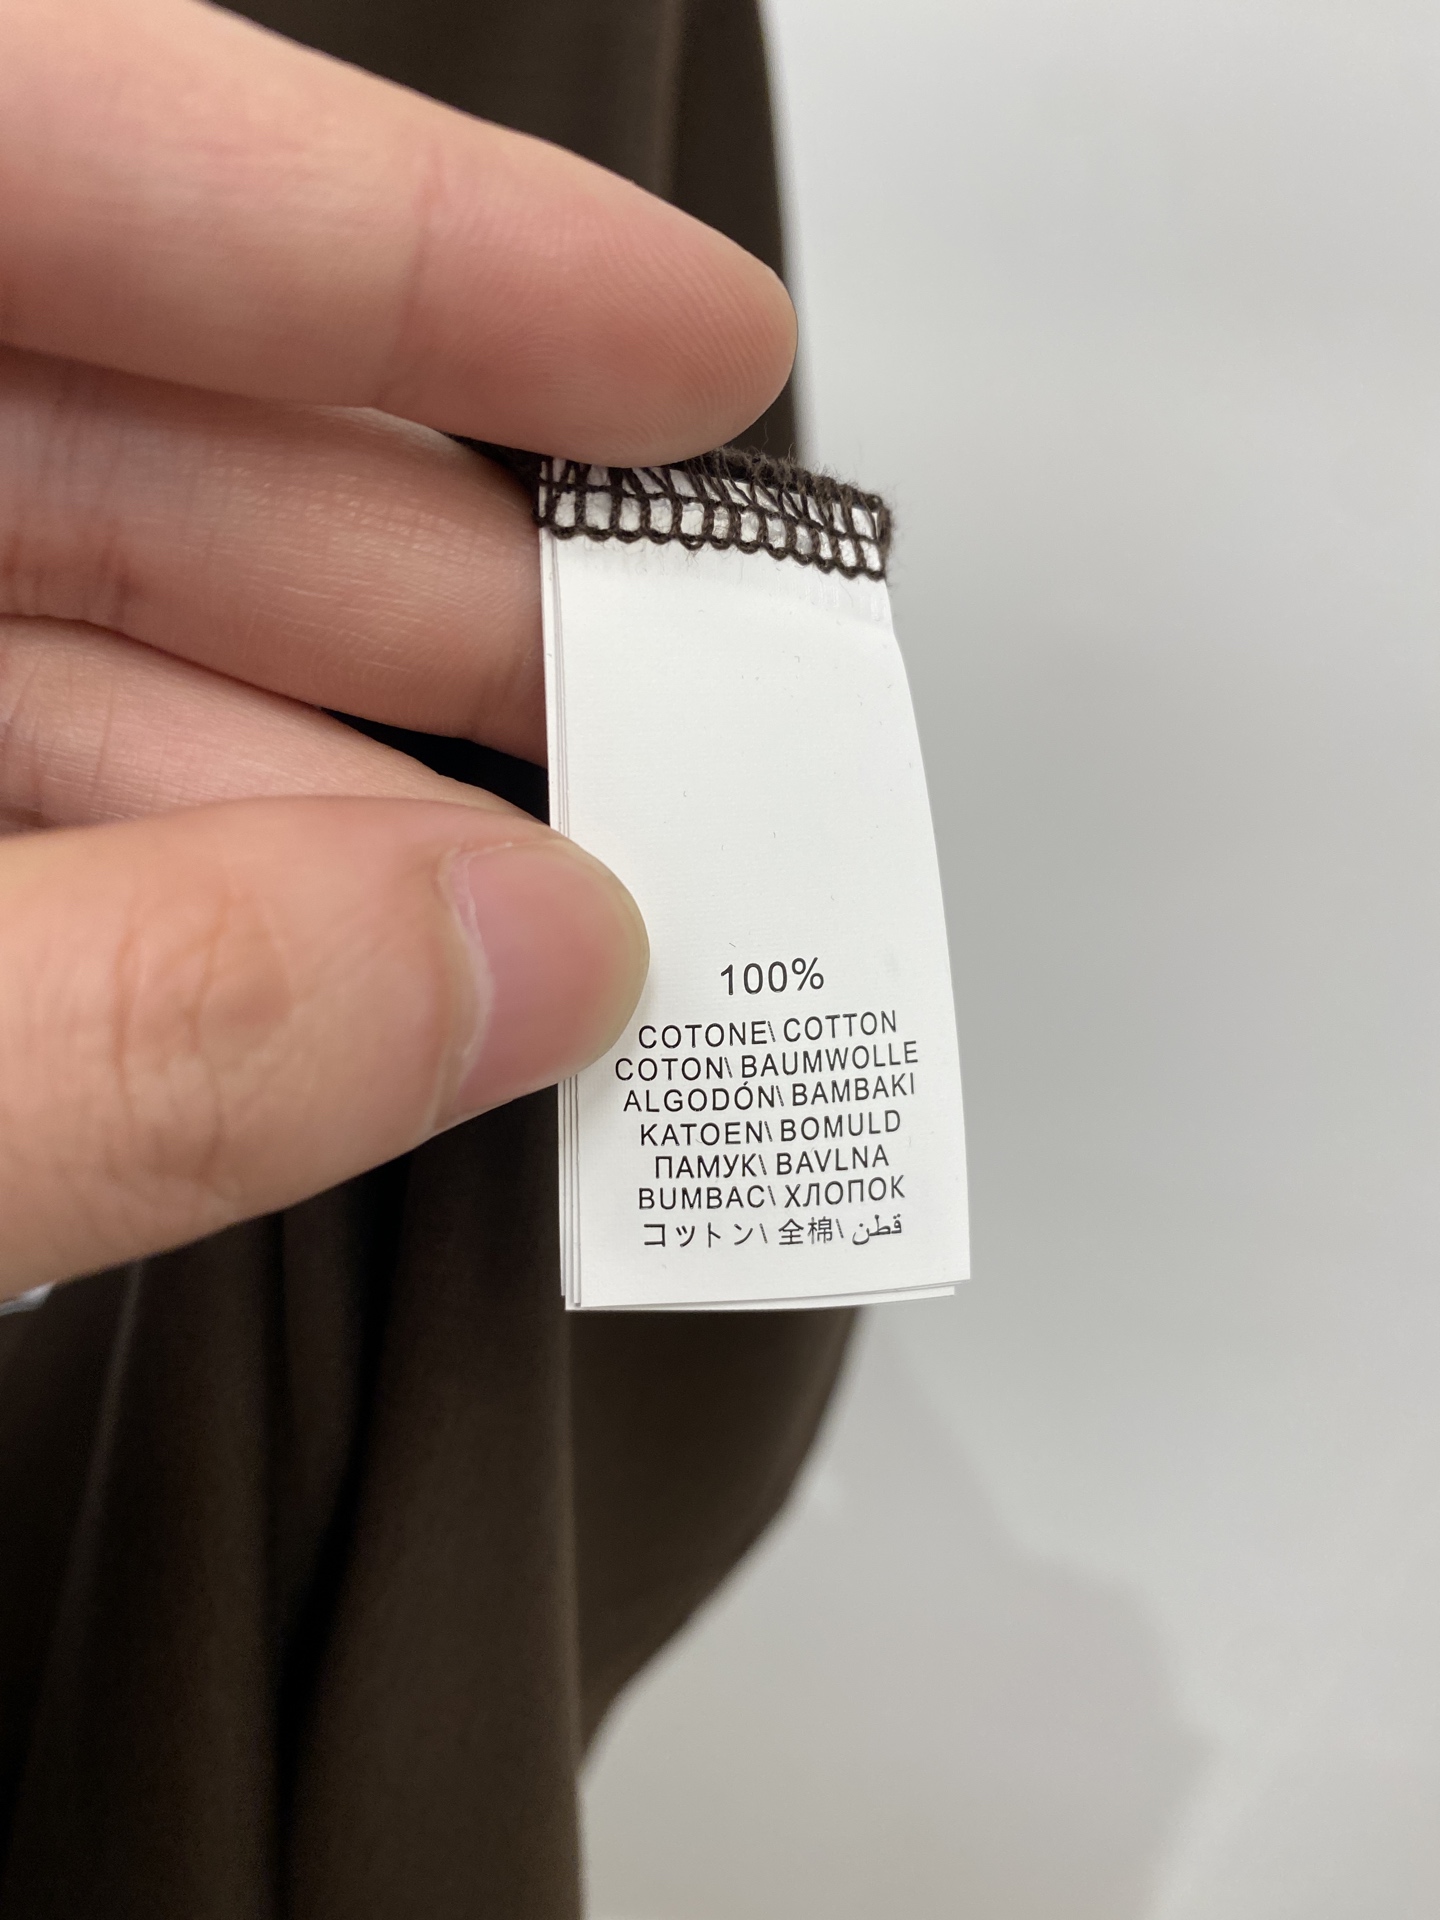 100%
COTONE\ COTTON
COTON\ BAUMWOLLE
ALGODÓN\ BAMBAKI
KATOEN\ BOMULD
ПАМУК\ BAVLNA
BUMBAC\ ХЛОПОК
コットン\ 全棉\ قطن